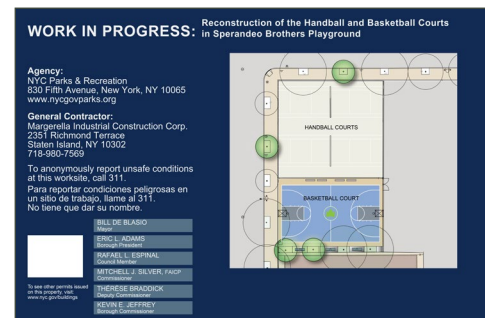 WORK IN PROGRESS:
Reconstruction of the Handball and Basketball Courts
in Sperandeo Brothers Playground
Agency:
NYC Parks & Recreation
830 Fifth Avenue, New York, NY 10065
www.nycgovparks.org
General Contractor:
Margerella Industrial Construction Corp.
2351 Richmond Terrace
Staten Island, NY 10302
718-980-7569
To anonymously report unsafe conditions
at this worksite, call 311.
Para reportar condiciones peligrosas en
un sitio de trabajo, llame al 311.
No tiene que dar su nombre.
BILL DE BLASIO
Mayor
ERIC L. ADAMS
Borough President
RAFAEL L. ESPINAL
Council Member
MITCHELL J. SILVER, FAICP
Commissioner
THÉRÈSE BRADDICK
Deputy Commissioner
KEVIN E. JEFFREY
Borough Commissioner
To see other permits issued
on this property, visit:
www.nyc.gov/buildings
HANDBALL COURTS
BASKETBALL COURT